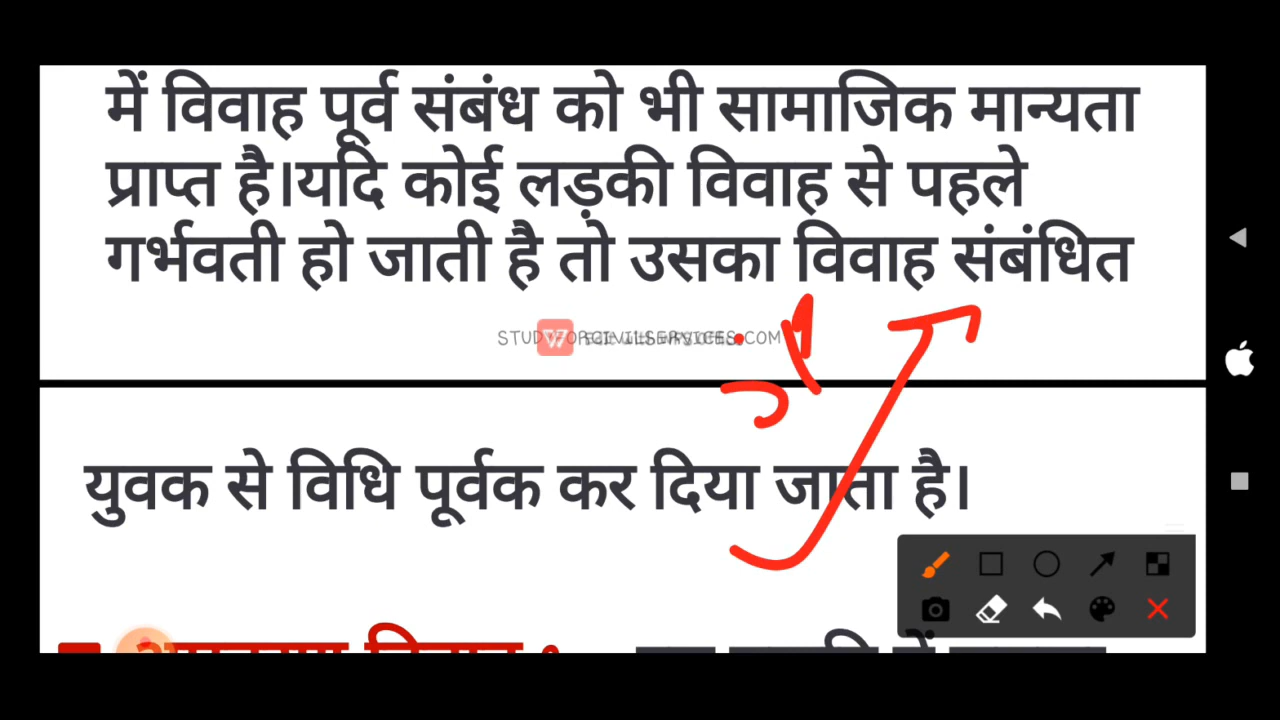 में विवाह पूर्व संबंध को भी सामाजिक मान्यता
प्राप्त है।यदि कोई लड़की विवाह से पहले
गर्भवती हो जाती है तो उसका विवाह संबंधित
STUDYFORCIVILSERVICES.COM
युवक से विधि पूर्वक कर दिया जाता है।